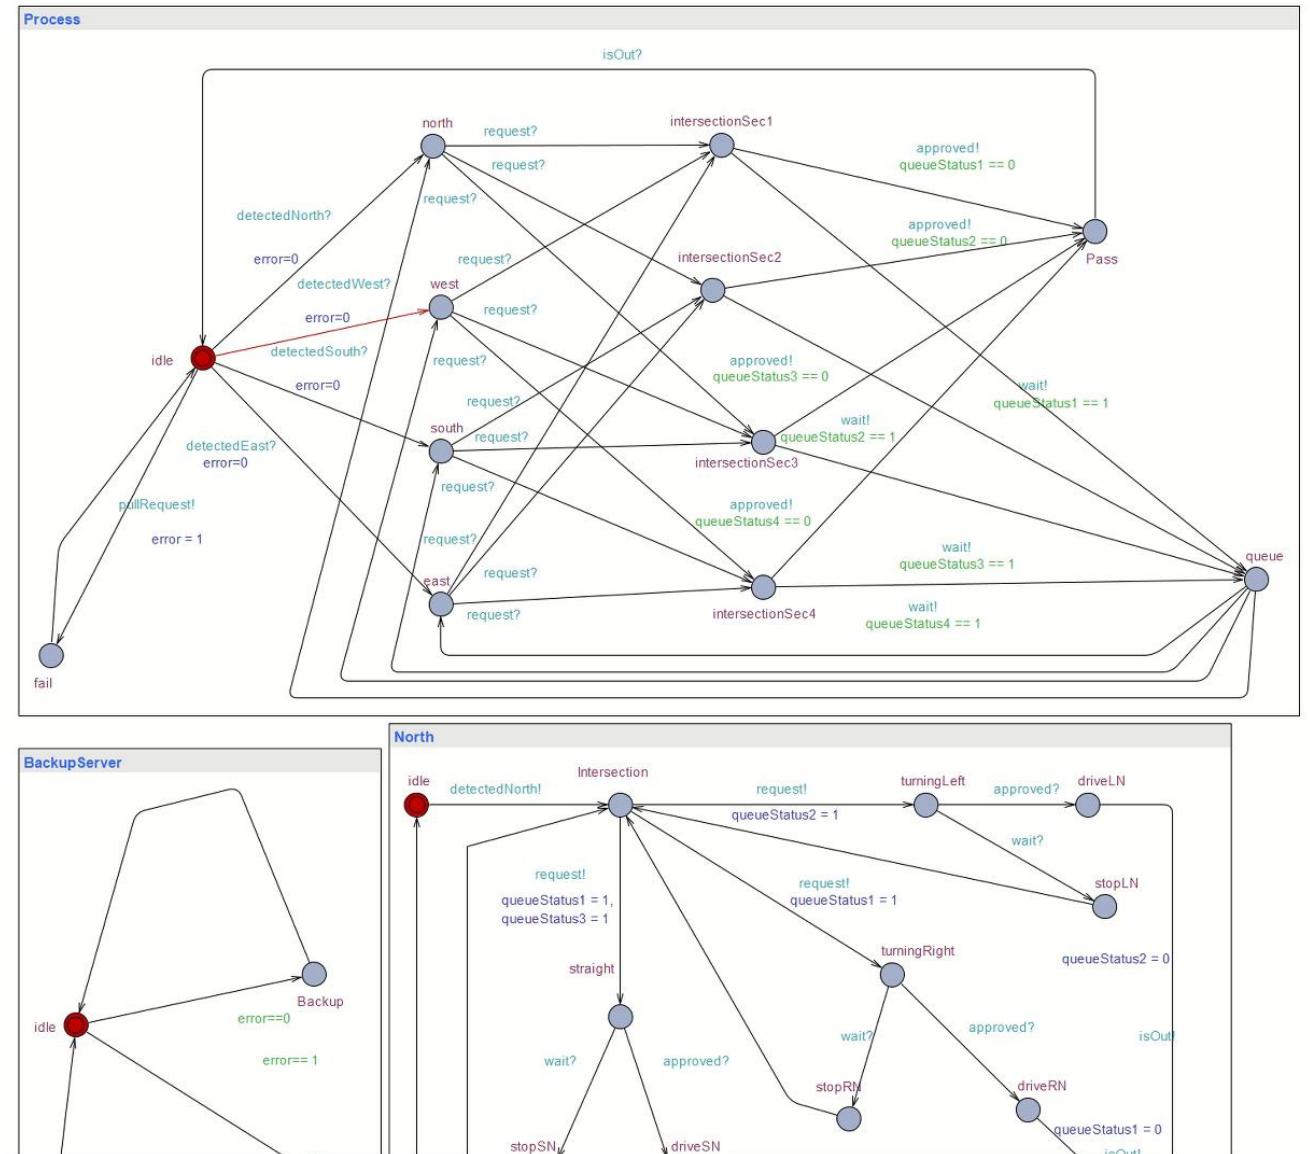 Process
isOut?
north
request?
intersectionSec1
request?
approved!
queueStatus1 == 0
request?
detectedNorth?
approved!
queueStatus2 == 0
error=0
request?
intersectionSec2
Pass
detectedWest?
west
error=0
request?
idle
detectedSouth?
request?
approved!
queueStatus3 == 0
error=0
wait!
queueStatus1 == 1
request?
wait!
queueStatus2 == 1
south
request?
detectedEast?
error=0
intersectionSec3
request?
pullRequest!
approved!
queueStatus4 == 0
error = 1
request?
wait!
queueStatus3 == 1
queue
east
request?
request?
intersectionSec4
wait!
queueStatus4 == 1
fail
BackupServer
idle
Backup
error==0
error== 1
North
idle
detectedNorth!
Intersection
request!
queueStatus2 = 1
turningLeft
approved?
driveLN
wait?
stopLN
request!
queueStatus1 = 1,
queueStatus3 = 1
request!
queueStatus1 = 1
turningRight
queueStatus2 = 0
straight
approved?
isOut!
wait?
wait?
approved?
stopRN
driveRN
queueStatus1 = 0
stopSN
driveSN
isOut!